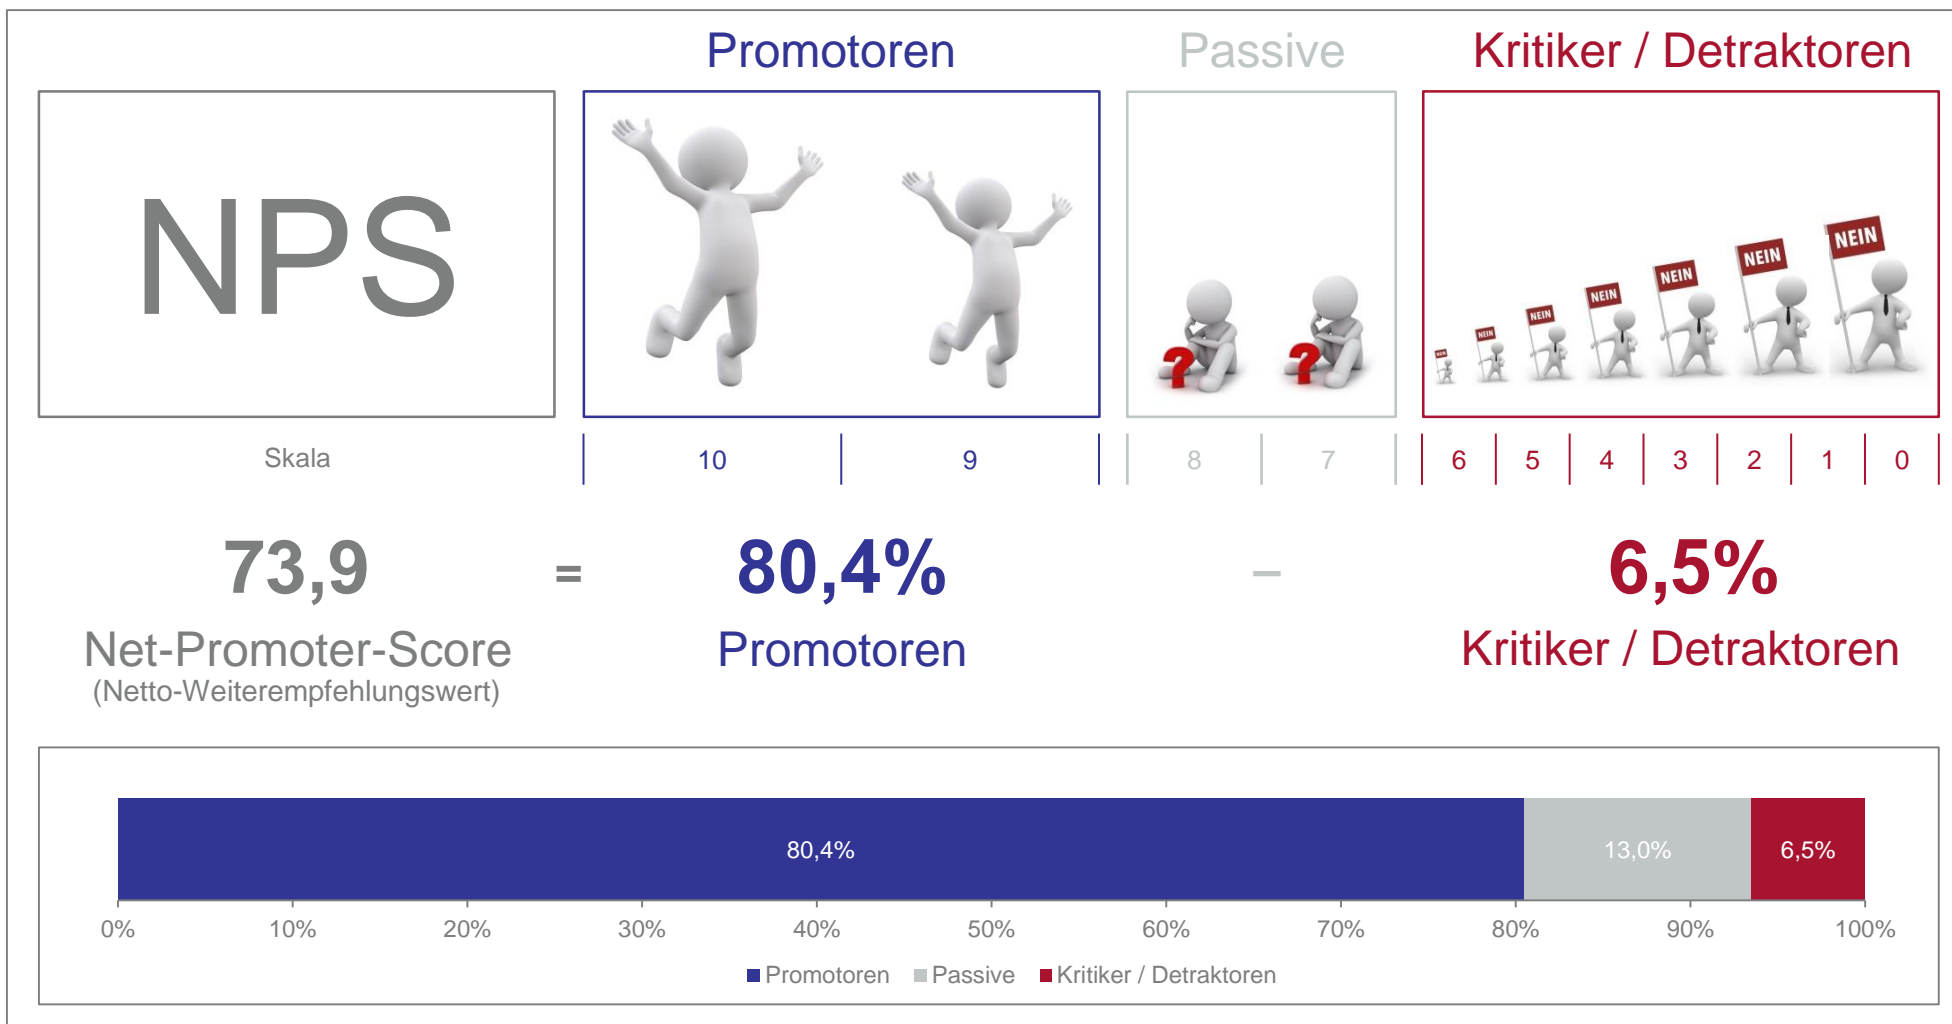 Promotoren Passive Kritiker / Detraktoren
NPS
NEIN NEIN NEIN NEIN NEIN NEIN NEIN
? ?
Skala 10 9 8 7 6 5 4 3 2 1 0
73,9 = 80,4% – 6,5%
Net-Promoter-Score Promotoren Kritiker / Detraktoren
(Netto-Weiterempfehlungswert)
80,4% 13,0% 6,5%
0% 10% 20% 30% 40% 50% 60% 70% 80% 90% 100%
Promotoren Passive Kritiker / Detraktoren